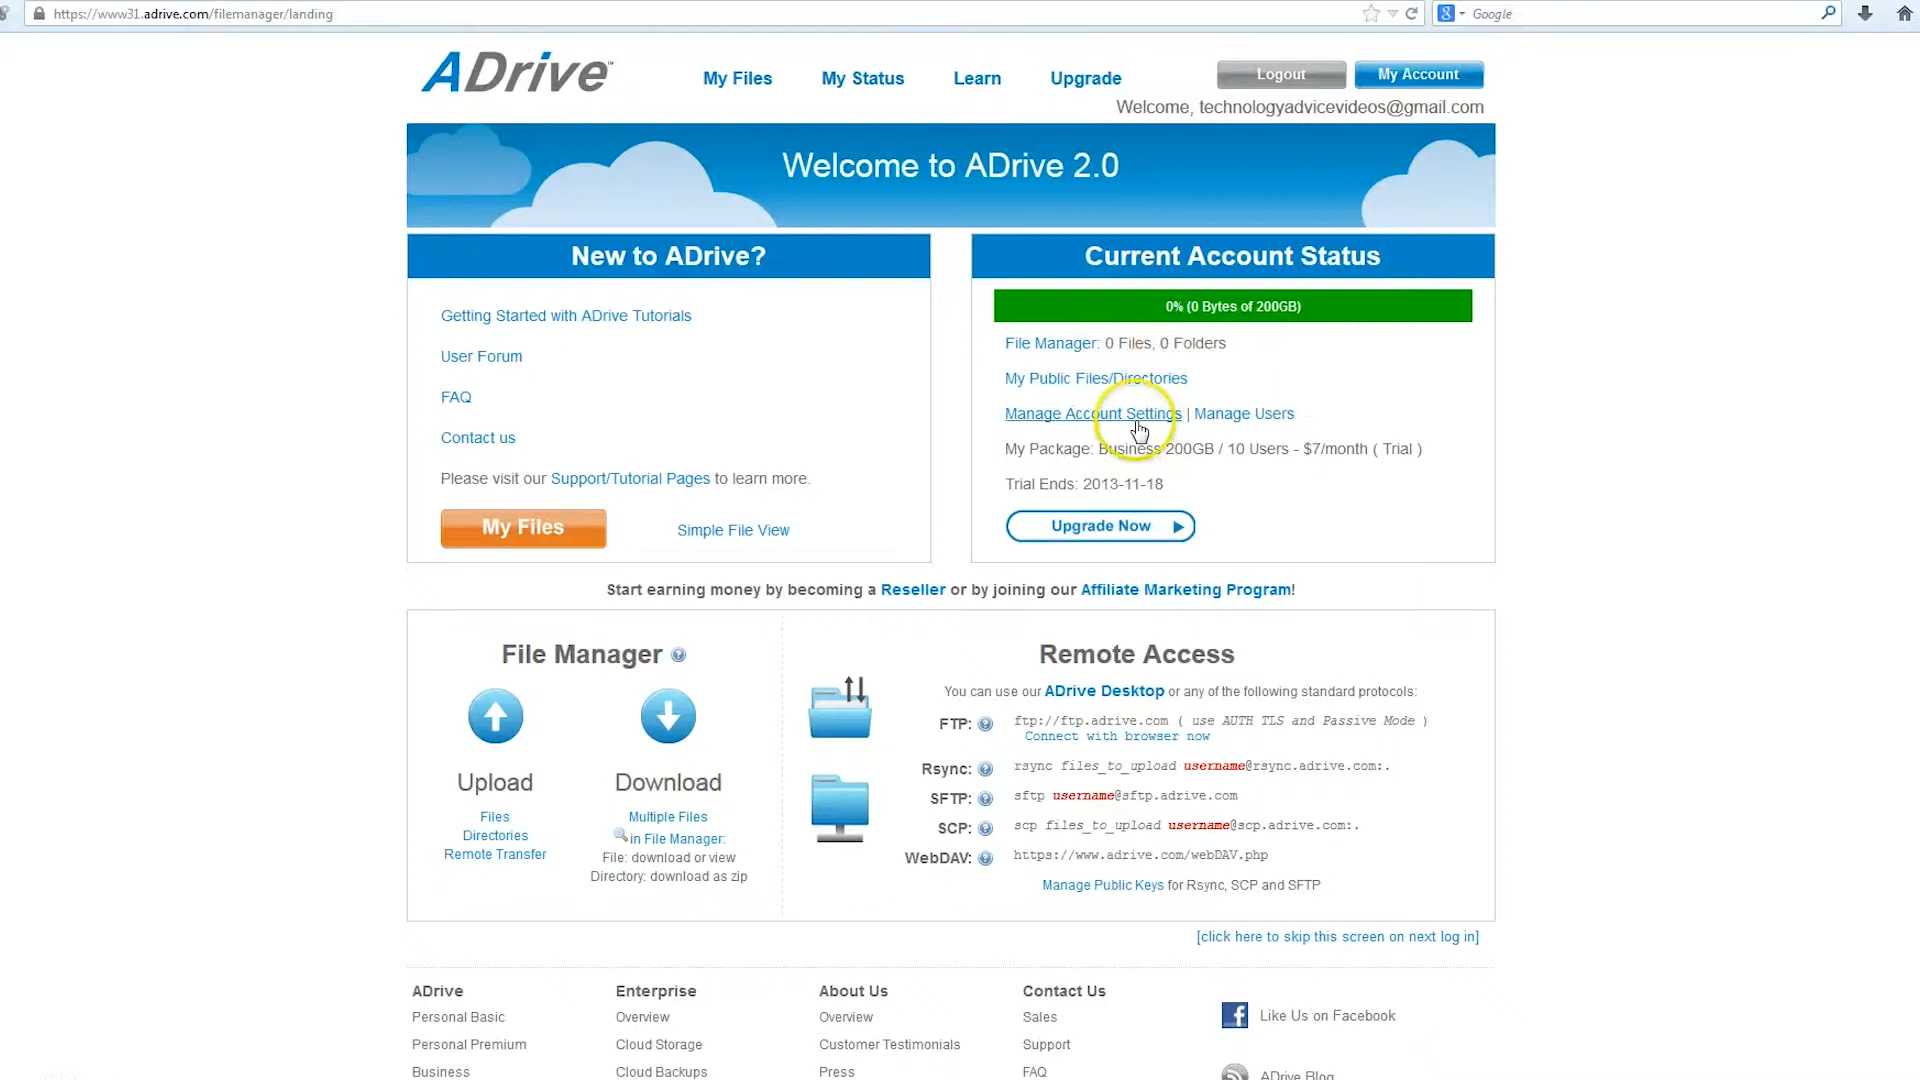 https://www31.adrive.com/filemanager/landing
Google
ADrive™
My Files
My Status
Learn
Upgrade
Logout
My Account
Welcome, technologyadvicevideos@gmail.com
Welcome to ADrive 2.0
New to ADrive?
Getting Started with ADrive Tutorials
User Forum
FAQ
Contact us
Please visit our Support/Tutorial Pages to learn more.
My Files
Simple File View
Current Account Status
0% (0 Bytes of 200GB)
File Manager: 0 Files, 0 Folders
My Public Files/Directories
Manage Account Settings | Manage Users
My Package: Business 200GB / 10 Users - $7/month ( Trial )
Trial Ends: 2013-11-18
Upgrade Now
Start earning money by becoming a Reseller or by joining our Affiliate Marketing Program!
File Manager
Upload
Files
Directories
Remote Transfer
Download
Multiple Files
in File Manager:
File: download or view
Directory: download as zip
Remote Access
You can use our ADrive Desktop or any of the following standard protocols:
FTP: ftp://ftp.adrive.com ( use AUTH TLS and Passive Mode )
Connect with browser now
Rsync: rsync files_to_upload username@rsync.adrive.com:.
SFTP: sftp username@sftp.adrive.com
SCP: scp files_to_upload username@scp.adrive.com:.
WebDAV: https://www.adrive.com/webDAV.php
Manage Public Keys for Rsync, SCP and SFTP
[click here to skip this screen on next log in]
ADrive
Personal Basic
Personal Premium
Business
Enterprise
Overview
Cloud Storage
Cloud Backups
About Us
Overview
Customer Testimonials
Press
Contact Us
Sales
Support
FAQ
Like Us on Facebook
ADrive Blog